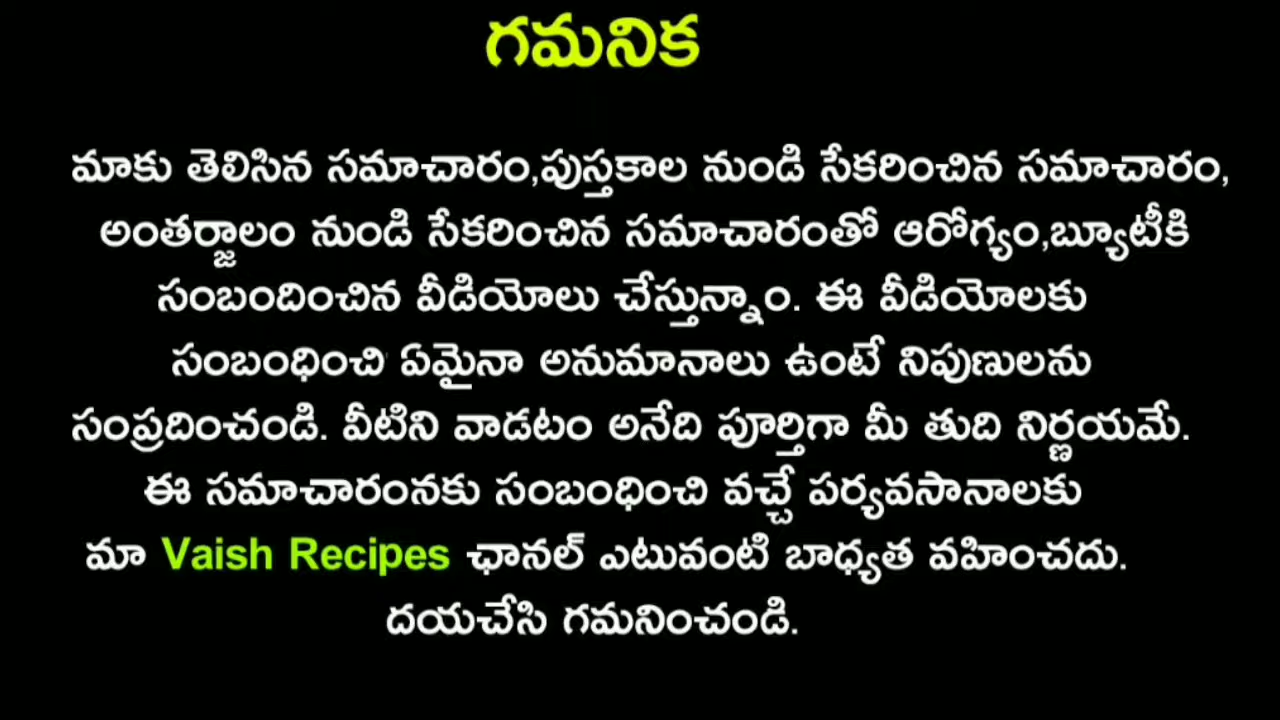 గమనిక
మాకు తెలిసిన సమాచారం,పుస్తకాల నుండి సేకరించిన సమాచారం,
అంతర్జాలం నుండి సేకరించిన సమాచారంతో ఆరోగ్యం,బ్యూటీకి
సంబందించిన వీడియోలు చేస్తున్నాం. ఈ వీడియోలకు
సంబంధించి ఏమైనా అనుమానాలు ఉంటే నిపుణులను
సంప్రదించండి. వీటిని వాడటం అనేది పూర్తిగా మీ తుది నిర్ణయమే.
ఈ సమాచారంనకు సంబంధించి వచ్చే పర్యవసానాలకు
మా Vaish Recipes ఛానల్ ఎటువంటి బాధ్యత వహించదు.
దయచేసి గమనించండి.